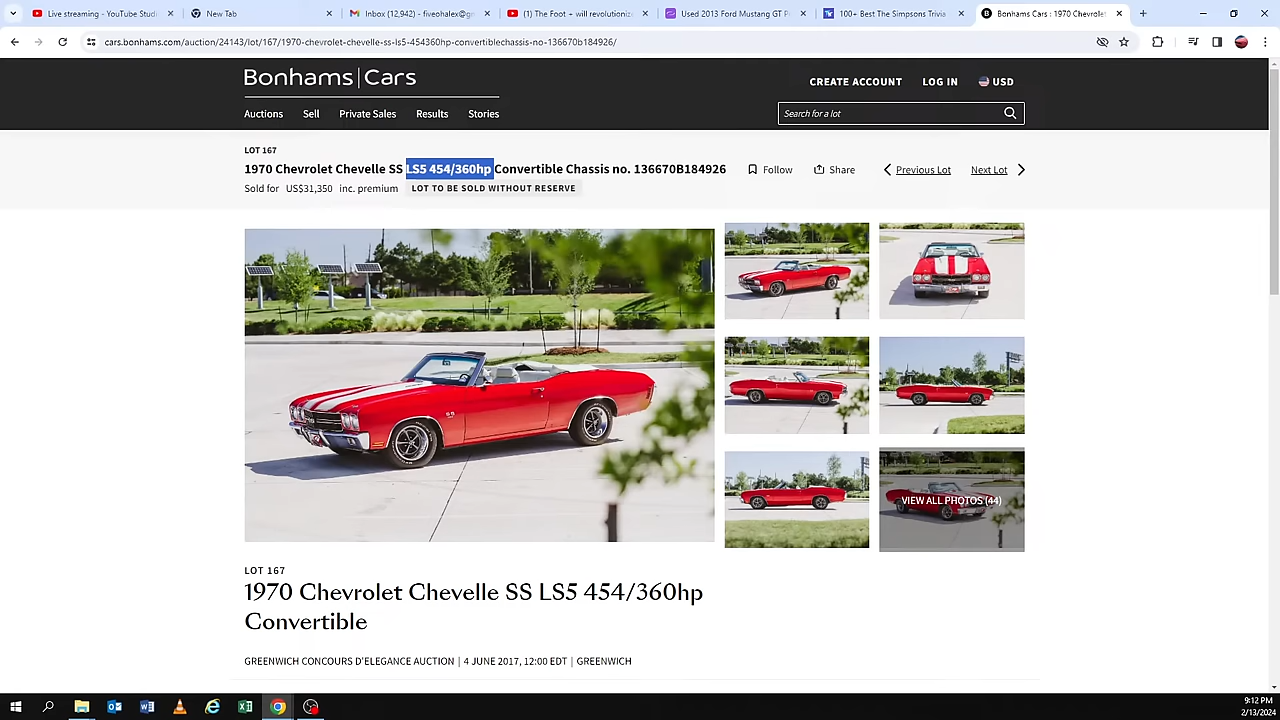 Live streaming - YouTube Studi
New Tab
Inbox (12,942) - fiveohalex@g
(1) The Foot + will revolutioniz
Used 2013 Ford Mustang GT P
100+ Best The Simpsons Trivia
Bonhams Cars : 1970 Chevrolet
cars.bonhams.com/auction/24143/lot/167/1970-chevrolet-chevelle-ss-ls5-454360hp-convertiblechassis-no-136670b184926/
Bonhams|Cars
CREATE ACCOUNT
LOG IN
USD
Auctions
Sell
Private Sales
Results
Stories
Search for a lot
LOT 167
1970 Chevrolet Chevelle SS LS5 454/360hp Convertible Chassis no. 136670B184926
Follow
Share
Previous Lot
Next Lot
Sold for US$31,350 inc. premium
LOT TO BE SOLD WITHOUT RESERVE
VIEW ALL PHOTOS (44)
LOT 167
1970 Chevrolet Chevelle SS LS5 454/360hp
Convertible
GREENWICH CONCOURS D'ELEGANCE AUCTION | 4 JUNE 2017, 12:00 EDT | GREENWICH
9:12 PM
2/13/2024